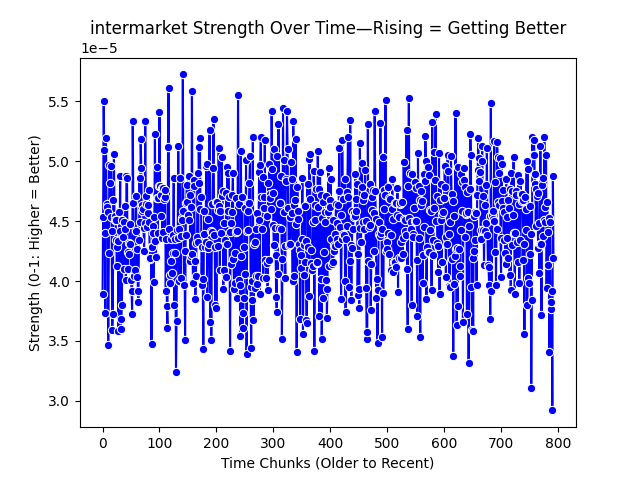 intermarket Strength Over Time—Rising = Getting Better
1e−5
5.5
5.0
4.5
4.0
3.5
3.0
Strength (0-1: Higher = Better)
0 100 200 300 400 500 600 700 800
Time Chunks (Older to Recent)